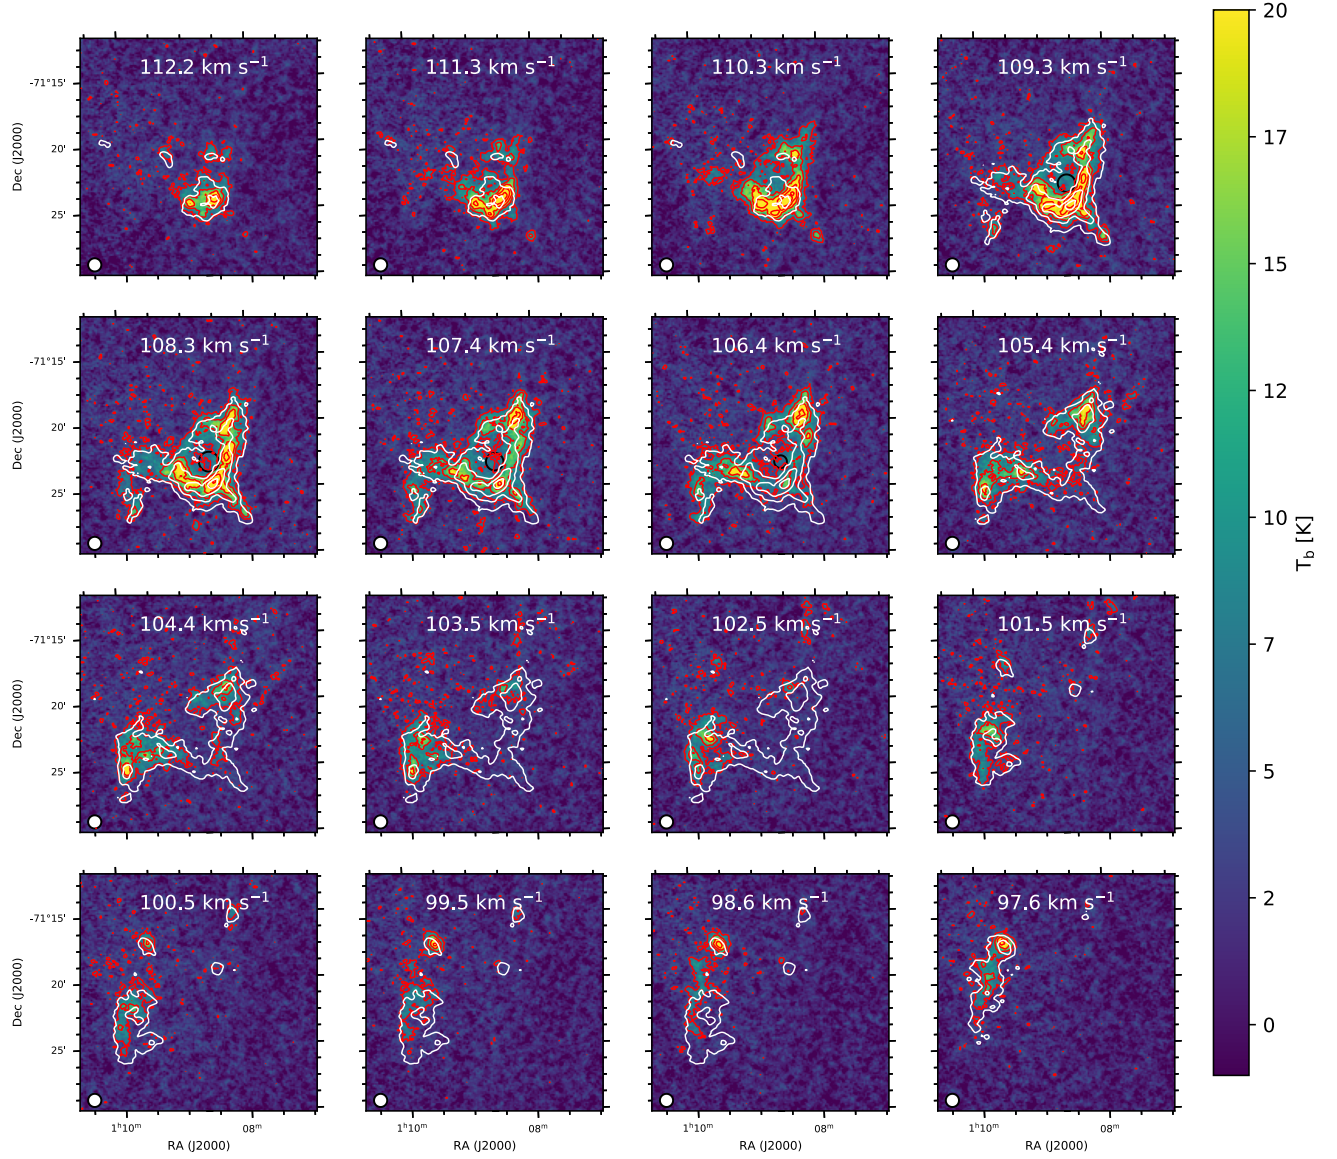 112.2 km s⁻¹
111.3 km s⁻¹
110.3 km s⁻¹
109.3 km s⁻¹
20
-71°15'
17
Dec (J2000)
20'
15
25'
108.3 km s⁻¹
107.4 km s⁻¹
106.4 km s⁻¹
105.4 km s⁻¹
-71°15'
12
Dec (J2000)
20'
10
25'
T_b [K]
104.4 km s⁻¹
103.5 km s⁻¹
102.5 km s⁻¹
101.5 km s⁻¹
-71°15'
7
Dec (J2000)
20'
5
25'
100.5 km s⁻¹
99.5 km s⁻¹
98.6 km s⁻¹
97.6 km s⁻¹
2
-71°15'
Dec (J2000)
20'
0
25'
1ʰ10ᵐ 08ᵐ
1ʰ10ᵐ 08ᵐ
1ʰ10ᵐ 08ᵐ
1ʰ10ᵐ 08ᵐ
RA (J2000)
RA (J2000)
RA (J2000)
RA (J2000)